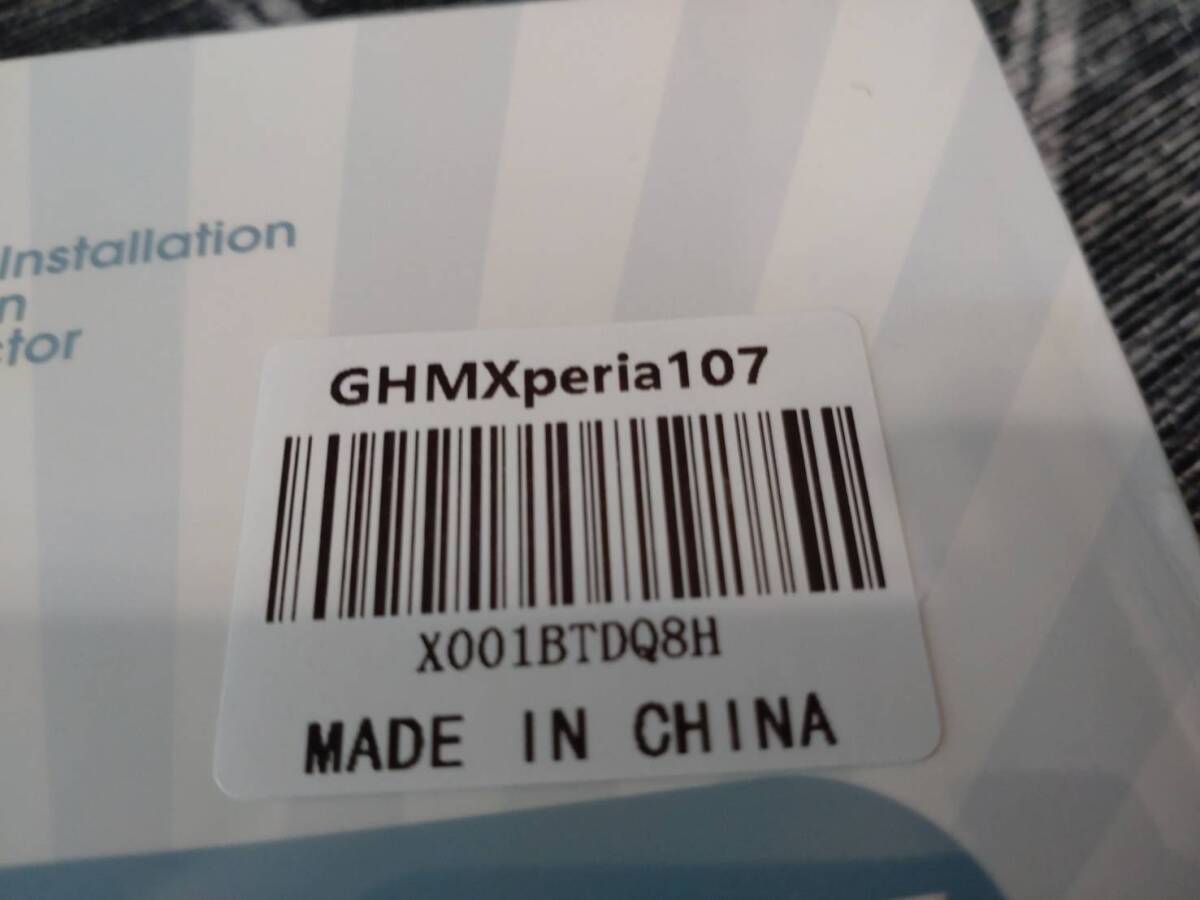 Installation
n
ctor
GHMXperia107
X001BTDQ8H
MADE IN CHINA